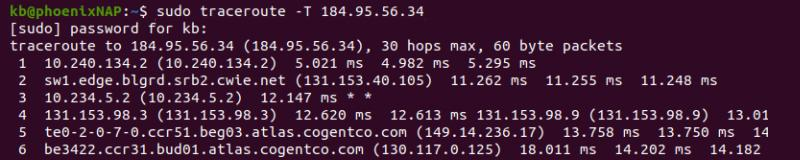 kb@phoenixNAP:~$ sudo traceroute -T 184.95.56.34
[sudo] password for kb:
traceroute to 184.95.56.34 (184.95.56.34), 30 hops max, 60 byte packets
 1  10.240.134.2 (10.240.134.2)  5.021 ms  4.982 ms  5.295 ms
 2  sw1.edge.blgrd.srb2.cwie.net (131.153.40.105)  11.262 ms  11.255 ms  11.248 ms
 3  10.234.5.2 (10.234.5.2)  12.147 ms * *
 4  131.153.98.3 (131.153.98.3)  12.620 ms  12.613 ms 131.153.98.9 (131.153.98.9)  13.01
 5  te0-2-0-7-0.ccr51.beg03.atlas.cogentco.com (149.14.236.17)  13.758 ms  13.750 ms  14
 6  be3422.ccr31.bud01.atlas.cogentco.com (130.117.0.125)  18.011 ms  14.202 ms  14.182